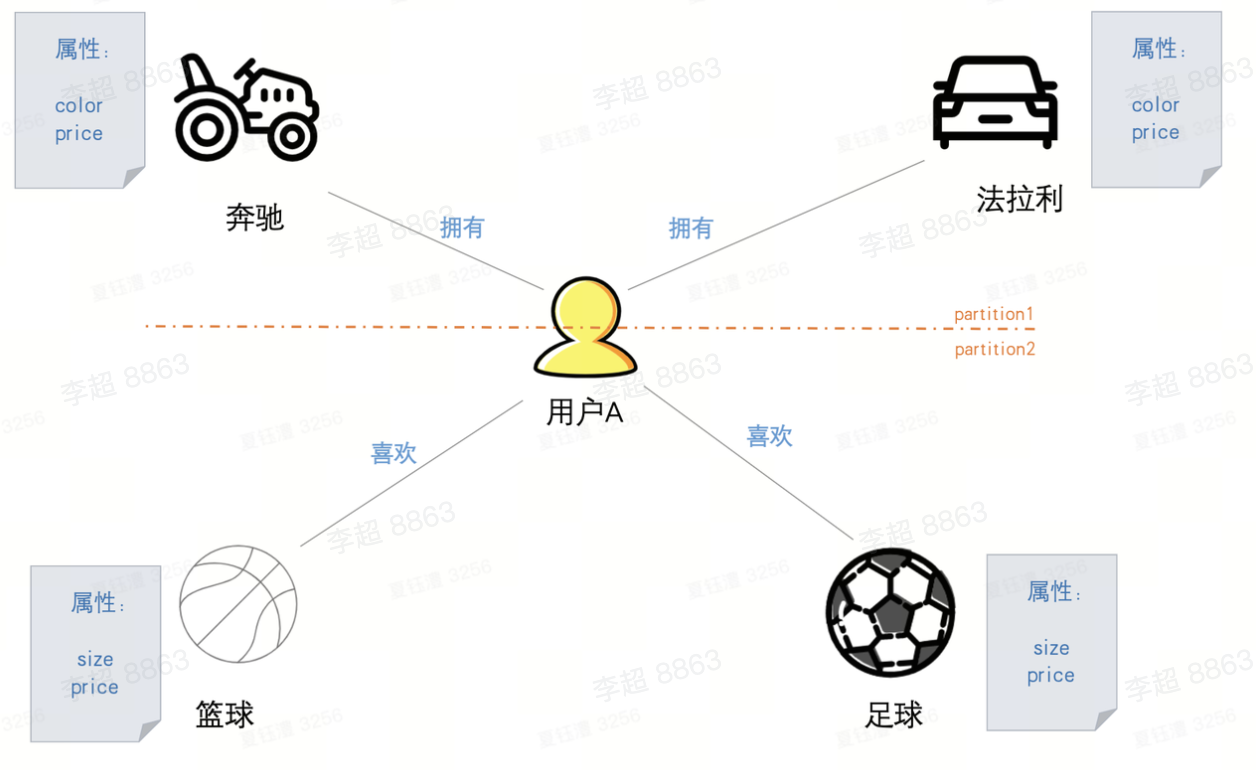 属性：
color
price
奔驰
拥有
拥有
属性：
color
price
法拉利
partition1
partition2
用户A
喜欢
喜欢
属性：
size
price
篮球
足球
属性：
size
price
李超 8863
夏钰澧 3256